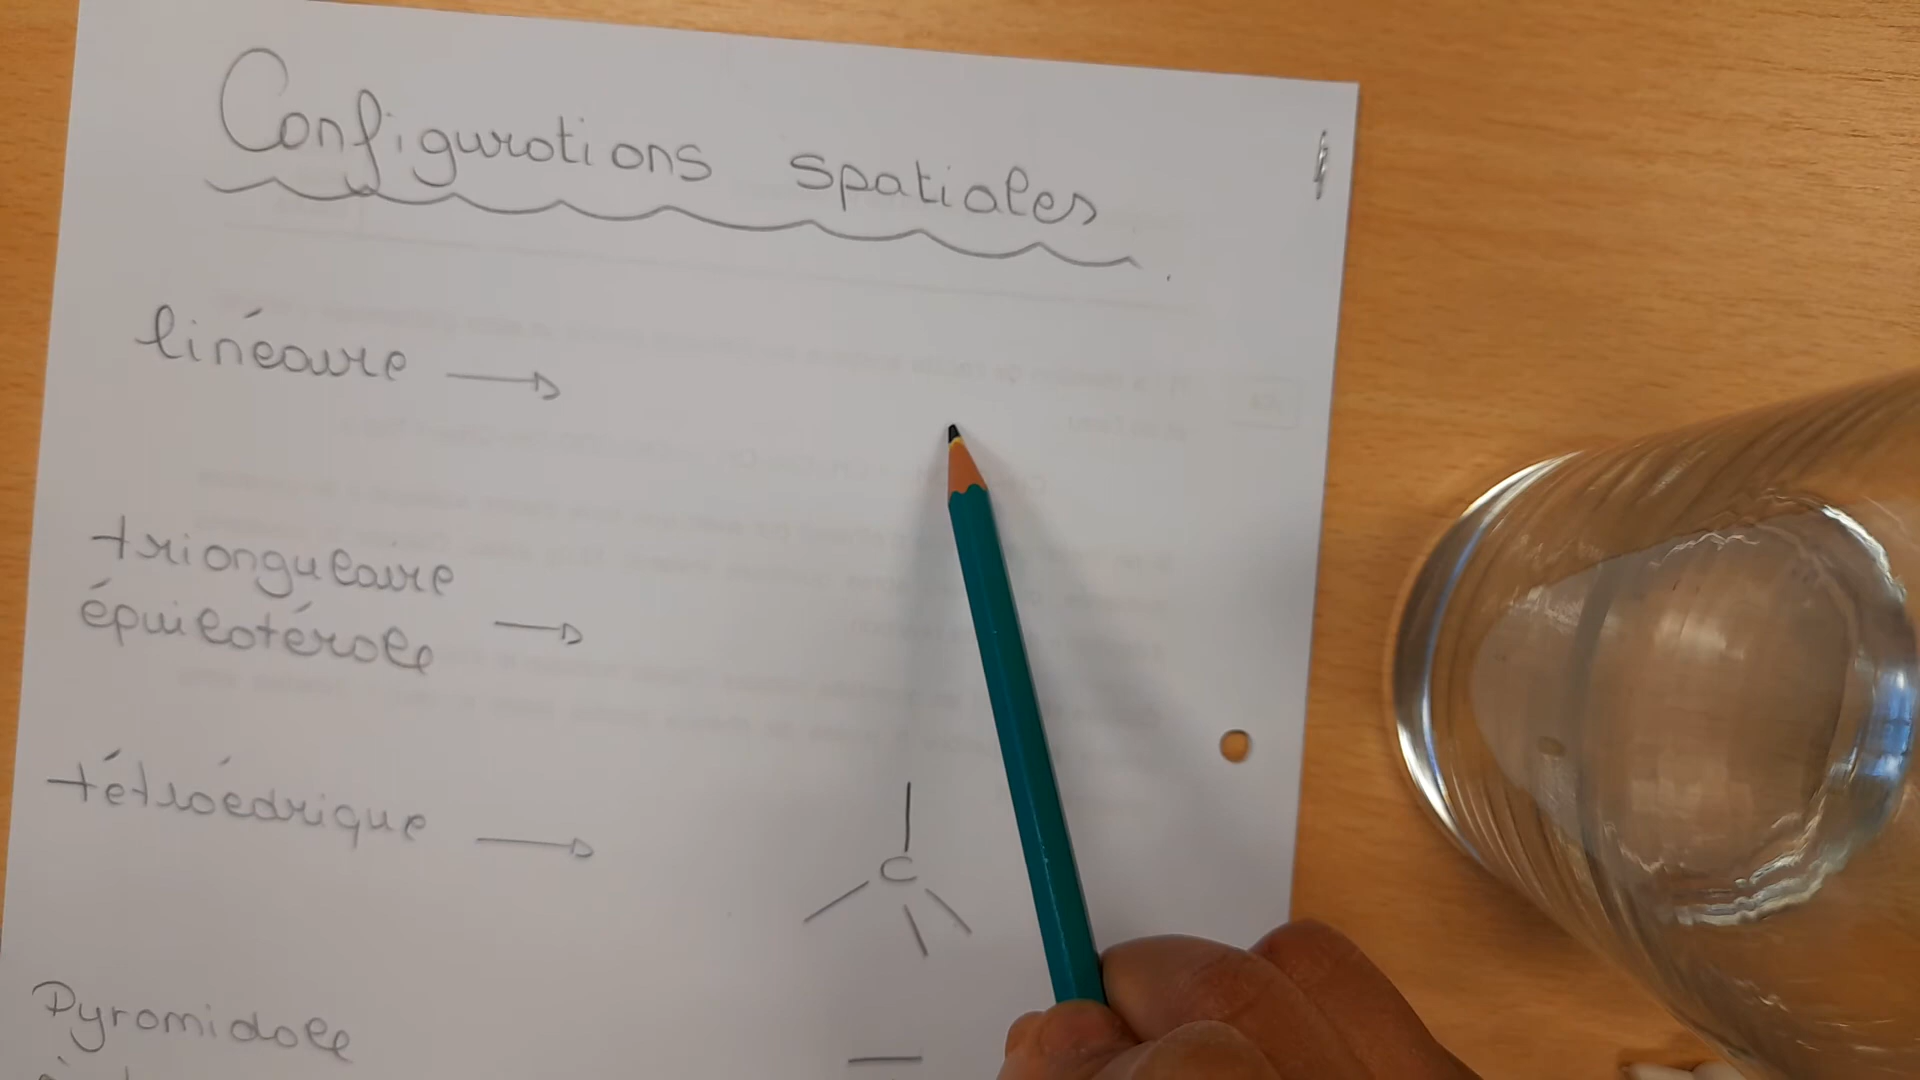 Configurations spatiales
linéaire →
triangulaire
équilatérale →
tétraédrique →
C
Pyramidale